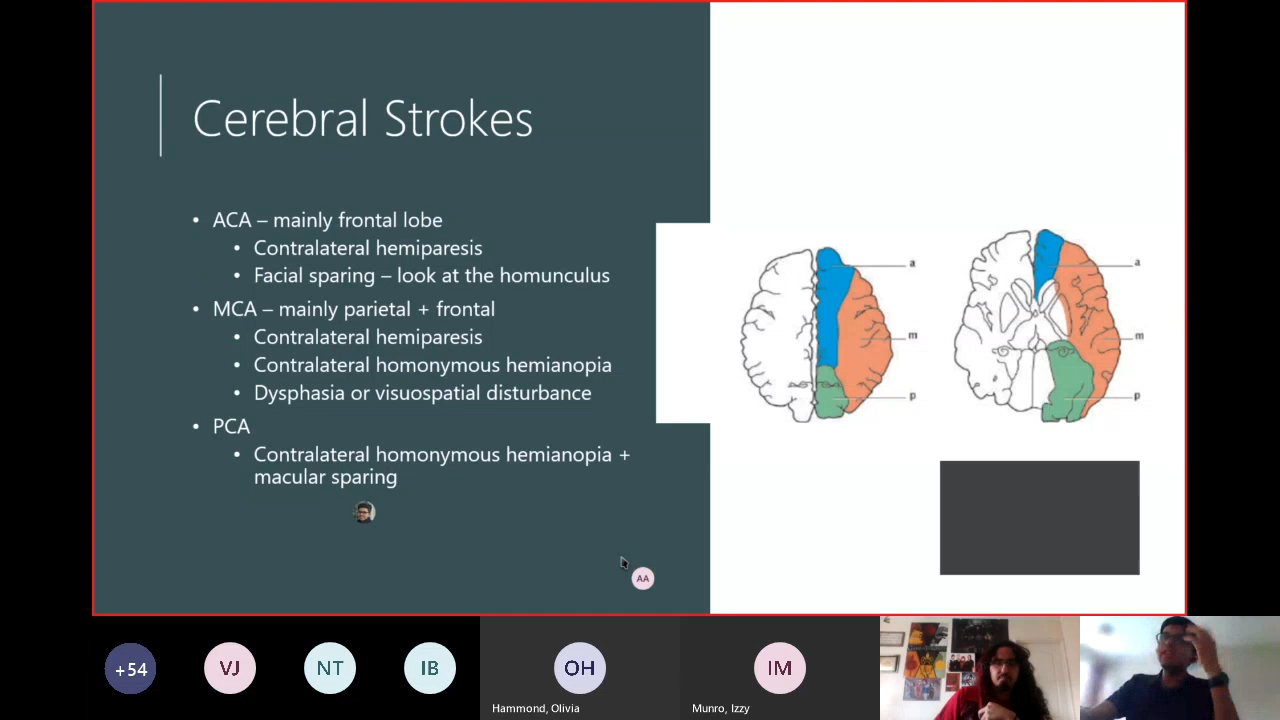 Cerebral Strokes
• ACA – mainly frontal lobe
• Contralateral hemiparesis
• Facial sparing – look at the homunculus
• MCA – mainly parietal + frontal
• Contralateral hemiparesis
• Contralateral homonymous hemianopia
• Dysphasia or visuospatial disturbance
• PCA
• Contralateral homonymous hemianopia +
macular sparing
a
m
p
a
m
p
AA
+54
VJ
NT
IB
OH
IM
Hammond, Olivia
Munro, Izzy